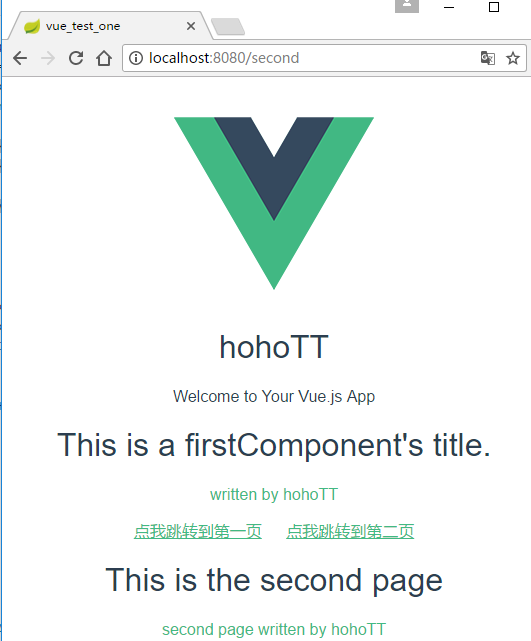 vue_test_one
localhost:8080/second
hohoTT
Welcome to Your Vue.js App
This is a firstComponent's title.
written by hohoTT
点我跳转到第一页 点我跳转到第二页
This is the second page
second page written by hohoTT